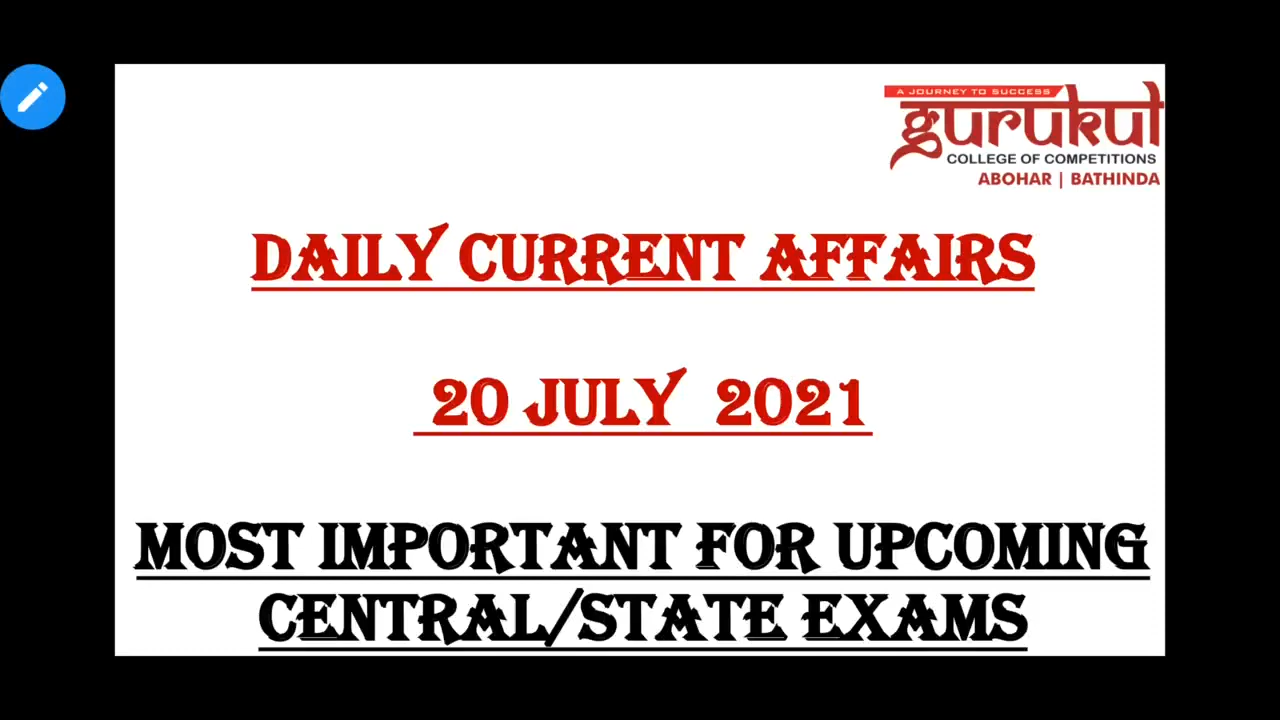 A JOURNEY TO SUCCESS
gurukul
COLLEGE OF COMPETITIONS
ABOHAR | BATHINDA
DAILY CURRENT AFFAIRS
20 JULY 2021
MOST IMPORTANT FOR UPCOMING
CENTRAL/STATE EXAMS